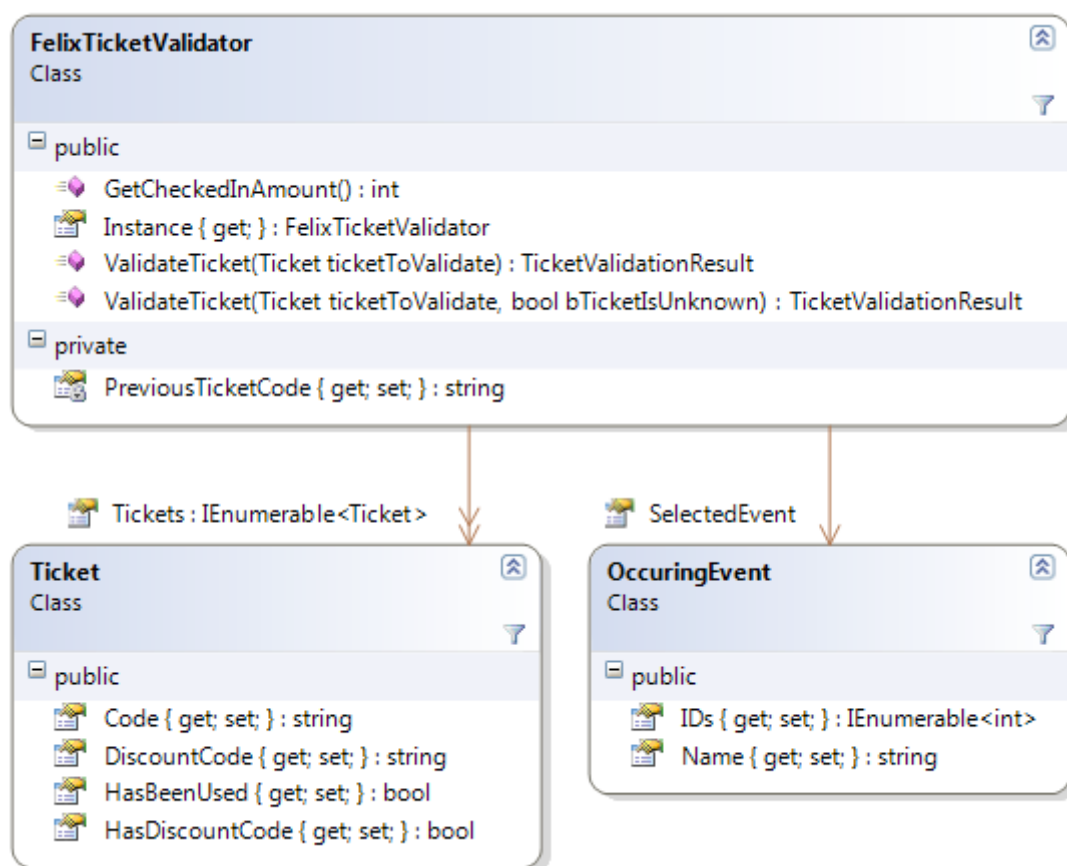 FelixTicketValidator
Class
public
GetCheckedInAmount() : int
Instance { get; } : FelixTicketValidator
ValidateTicket(Ticket ticketToValidate) : TicketValidationResult
ValidateTicket(Ticket ticketToValidate, bool bTicketIsUnknown) : TicketValidationResult
private
PreviousTicketCode { get; set; } : string
Tickets : IEnumerable<Ticket>
SelectedEvent
Ticket
Class
public
Code { get; set; } : string
DiscountCode { get; set; } : string
HasBeenUsed { get; set; } : bool
HasDiscountCode { get; set; } : bool
OccuringEvent
Class
public
IDs { get; set; } : IEnumerable<int>
Name { get; set; } : string